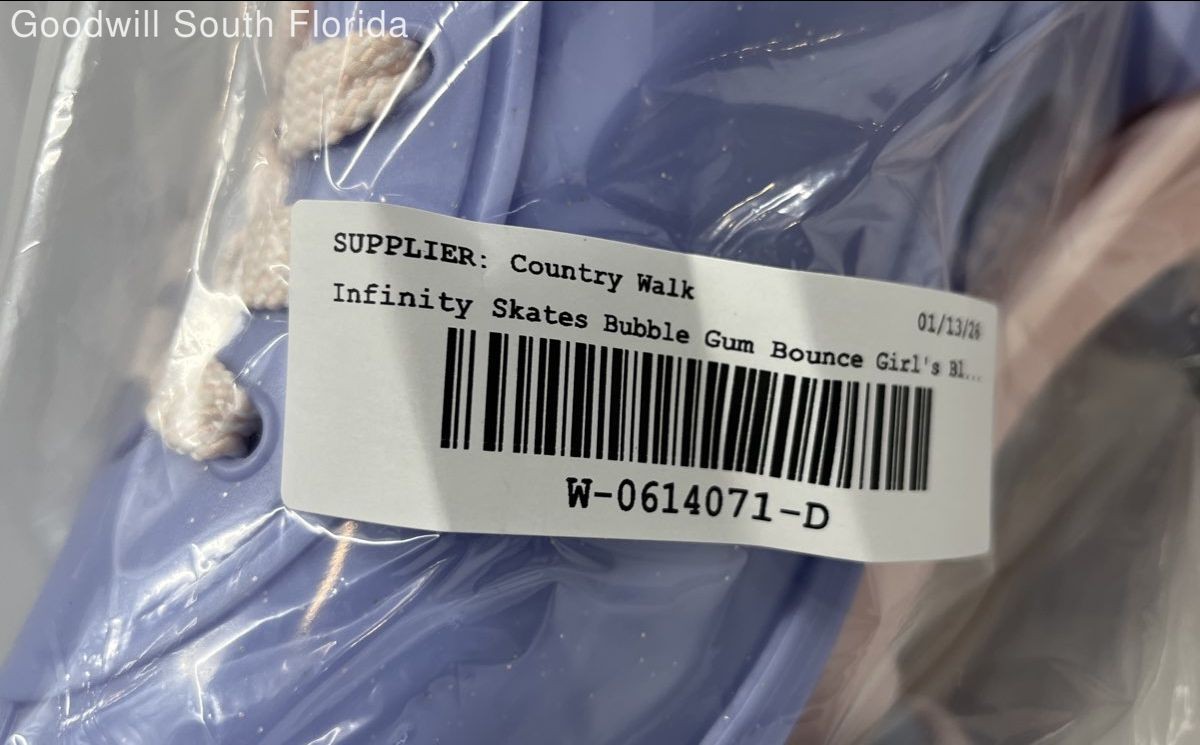 Goodwill South Florida
SUPPLIER: Country Walk
01/13/26
Infinity Skates Bubble Gum Bounce Girl's Bl...
W-0614071-D